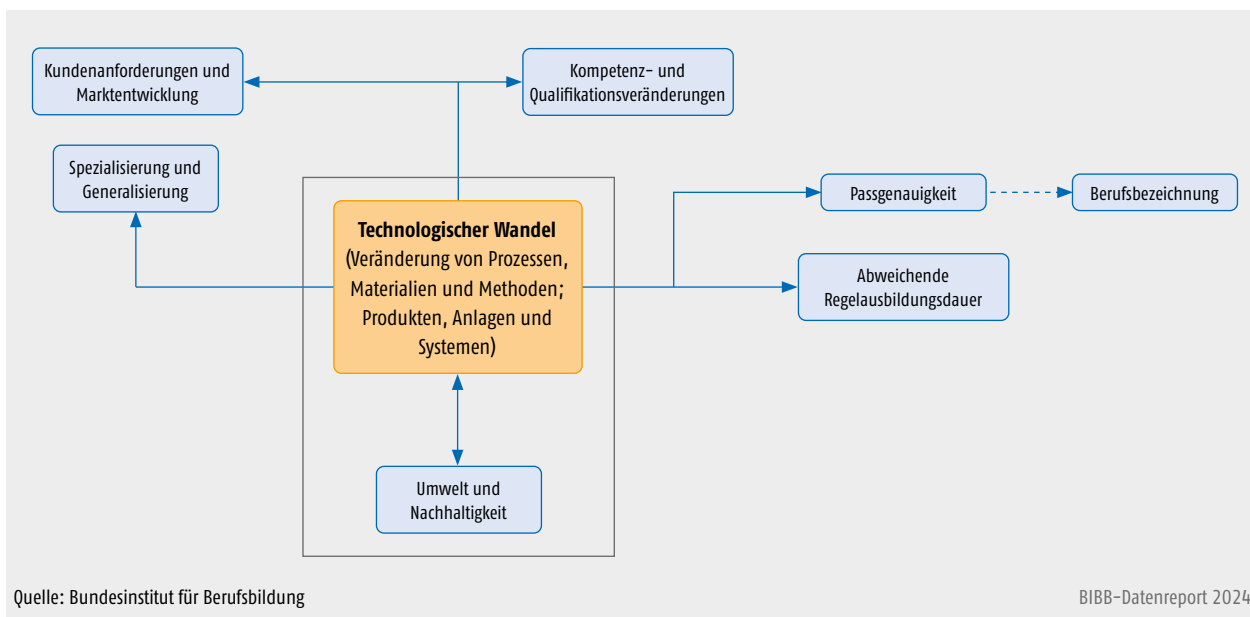 Kundenanforderungen und
Marktentwicklung
Kompetenz- und
Qualifikationsveränderungen
Spezialisierung und
Generalisierung
Passgenauigkeit
Berufsbezeichnung
Technologischer Wandel
(Veränderung von Prozessen,
Materialien und Methoden;
Produkten, Anlagen und
Systemen)
Abweichende
Regelausbildungsdauer
Umwelt und
Nachhaltigkeit
Quelle: Bundesinstitut für Berufsbildung
BIBB-Datenreport 2024